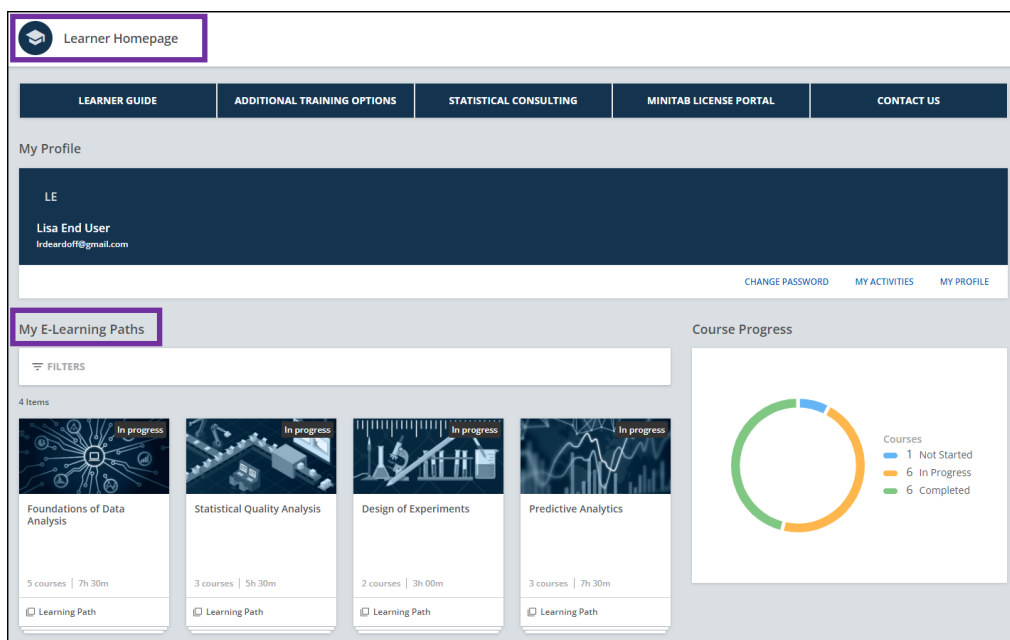 Learner Homepage
LEARNER GUIDE
ADDITIONAL TRAINING OPTIONS
STATISTICAL CONSULTING
MINITAB LICENSE PORTAL
CONTACT US
My Profile
LE
Lisa End User
lrdeardoff@gmail.com
CHANGE PASSWORD
MY ACTIVITIES
MY PROFILE
My E-Learning Paths
FILTERS
4 Items
In progress
Foundations of Data
Analysis
5 courses | 7h 30m
Learning Path
In progress
Statistical Quality Analysis
3 courses | 5h 30m
Learning Path
In progress
Design of Experiments
2 courses | 3h 00m
Learning Path
In progress
Predictive Analytics
3 courses | 7h 30m
Learning Path
Course Progress
Courses
1 Not Started
6 In Progress
6 Completed